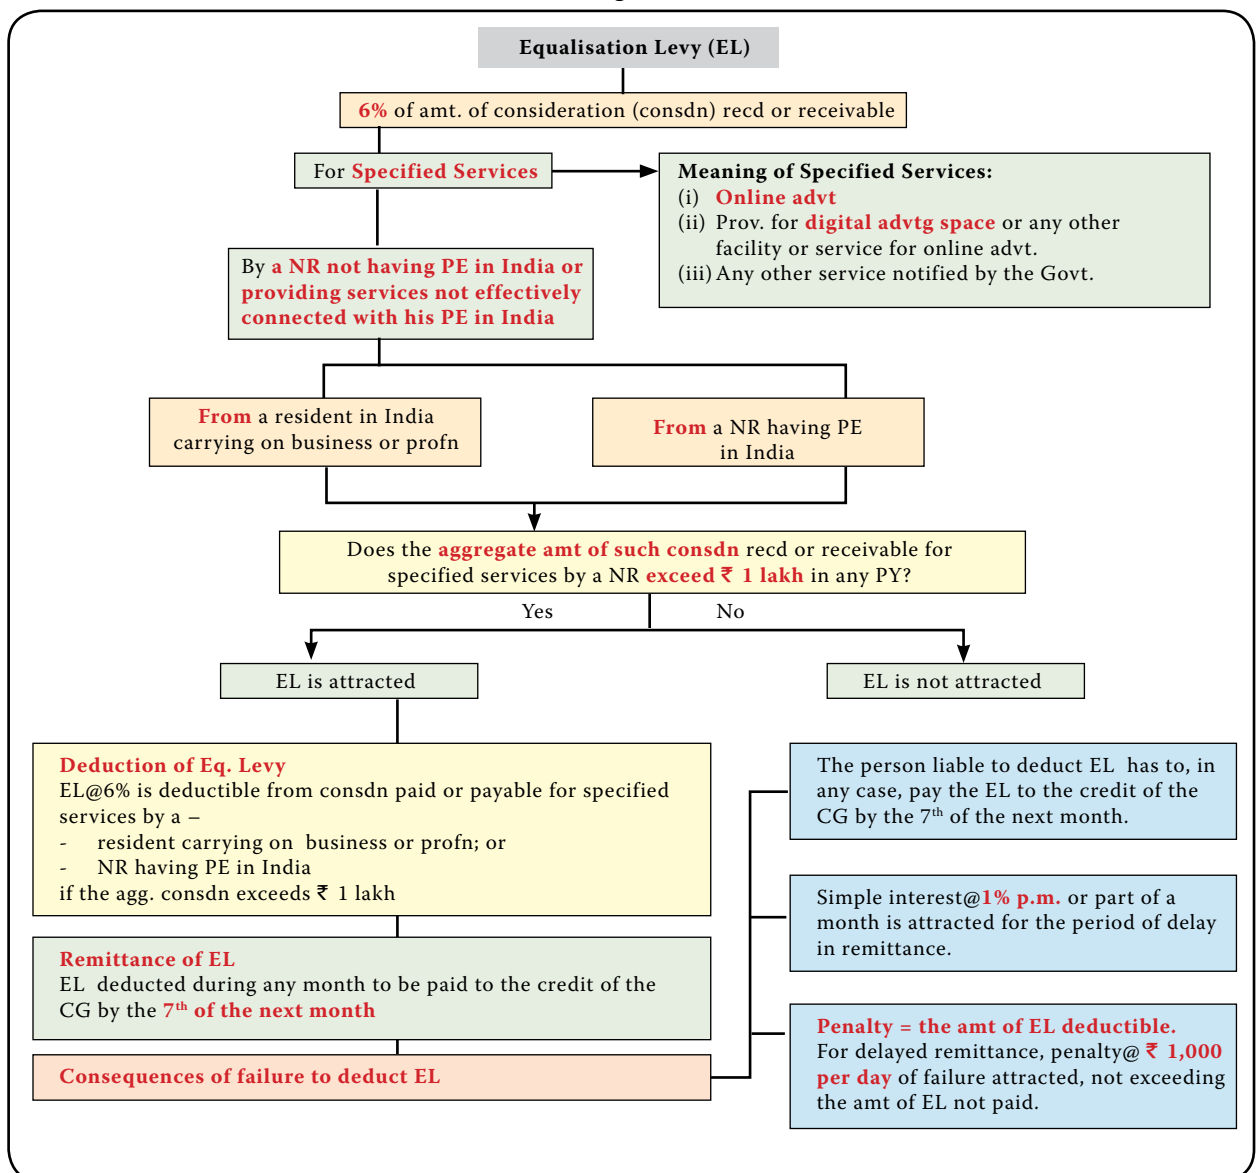 Equalisation Levy (EL)
6% of amt. of consideration (consdn) recd or receivable
For Specified Services
Meaning of Specified Services:
(i) Online advt
(ii) Prov. for digital advtg space or any other
facility or service for online advt.
(iii) Any other service notified by the Govt.
By a NR not having PE in India or
providing services not effectively
connected with his PE in India
From a resident in India
carrying on business or profn
From a NR having PE
in India
Does the aggregate amt of such consdn recd or receivable for
specified services by a NR exceed ₹ 1 lakh in any PY?
Yes
No
EL is attracted
EL is not attracted
Deduction of Eq. Levy
EL@6% is deductible from consdn paid or payable for specified
services by a –
- resident carrying on business or profn; or
- NR having PE in India
if the agg. consdn exceeds ₹ 1 lakh
Remittance of EL
EL deducted during any month to be paid to the credit of the
CG by the 7th of the next month
Consequences of failure to deduct EL
The person liable to deduct EL has to, in
any case, pay the EL to the credit of the
CG by the 7th of the next month.
Simple interest@1% p.m. or part of a
month is attracted for the period of delay
in remittance.
Penalty = the amt of EL deductible.
For delayed remittance, penalty@ ₹ 1,000
per day of failure attracted, not exceeding
the amt of EL not paid.